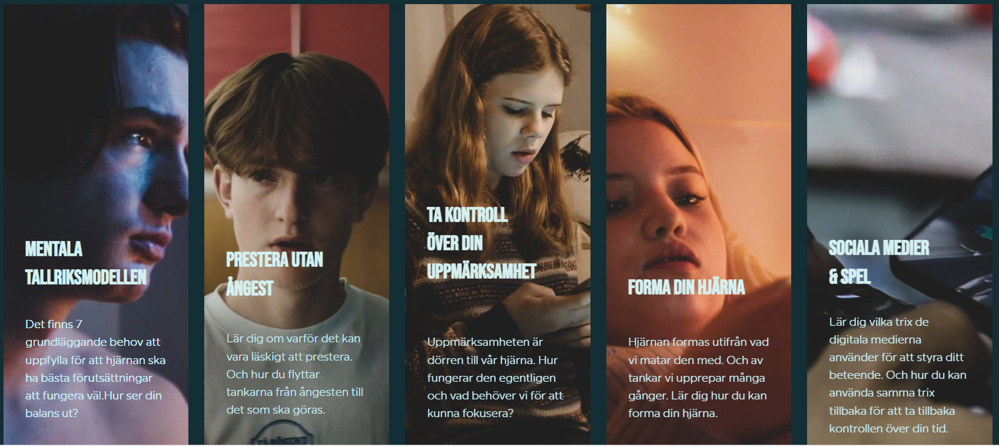 MENTALA
TALLRIKSMODELLEN
Det finns 7
grundläggande behov att
uppfylla för att hjärnan ska
ha bästa förutsättningar
att fungera väl.Hur ser din
balans ut?
PRESTERA UTAN
ÅNGEST
Lär dig om varför det kan
vara läskigt att prestera.
Och hur du flyttar
tankarna från ångesten till
det som ska göras.
TA KONTROLL
ÖVER DIN
UPPMÄRKSAMHET
Uppmärksamheten är
dörren till vår hjärna. Hur
fungerar den egentligen
och vad behöver vi för att
kunna fokusera?
FORMA DIN HJÄRNA
Hjärnan formas utifrån vad
vi matar den med. Och av
tankar vi upprepar många
gånger. Lär dig hur du kan
forma din hjärna.
SOCIALA MEDIER
& SPEL
Lär dig vilka trix de
digitala medierna
använder för att styra ditt
beteende. Och hur du kan
använda samma trix
tillbaka för att ta tillbaka
kontrollen över din tid.